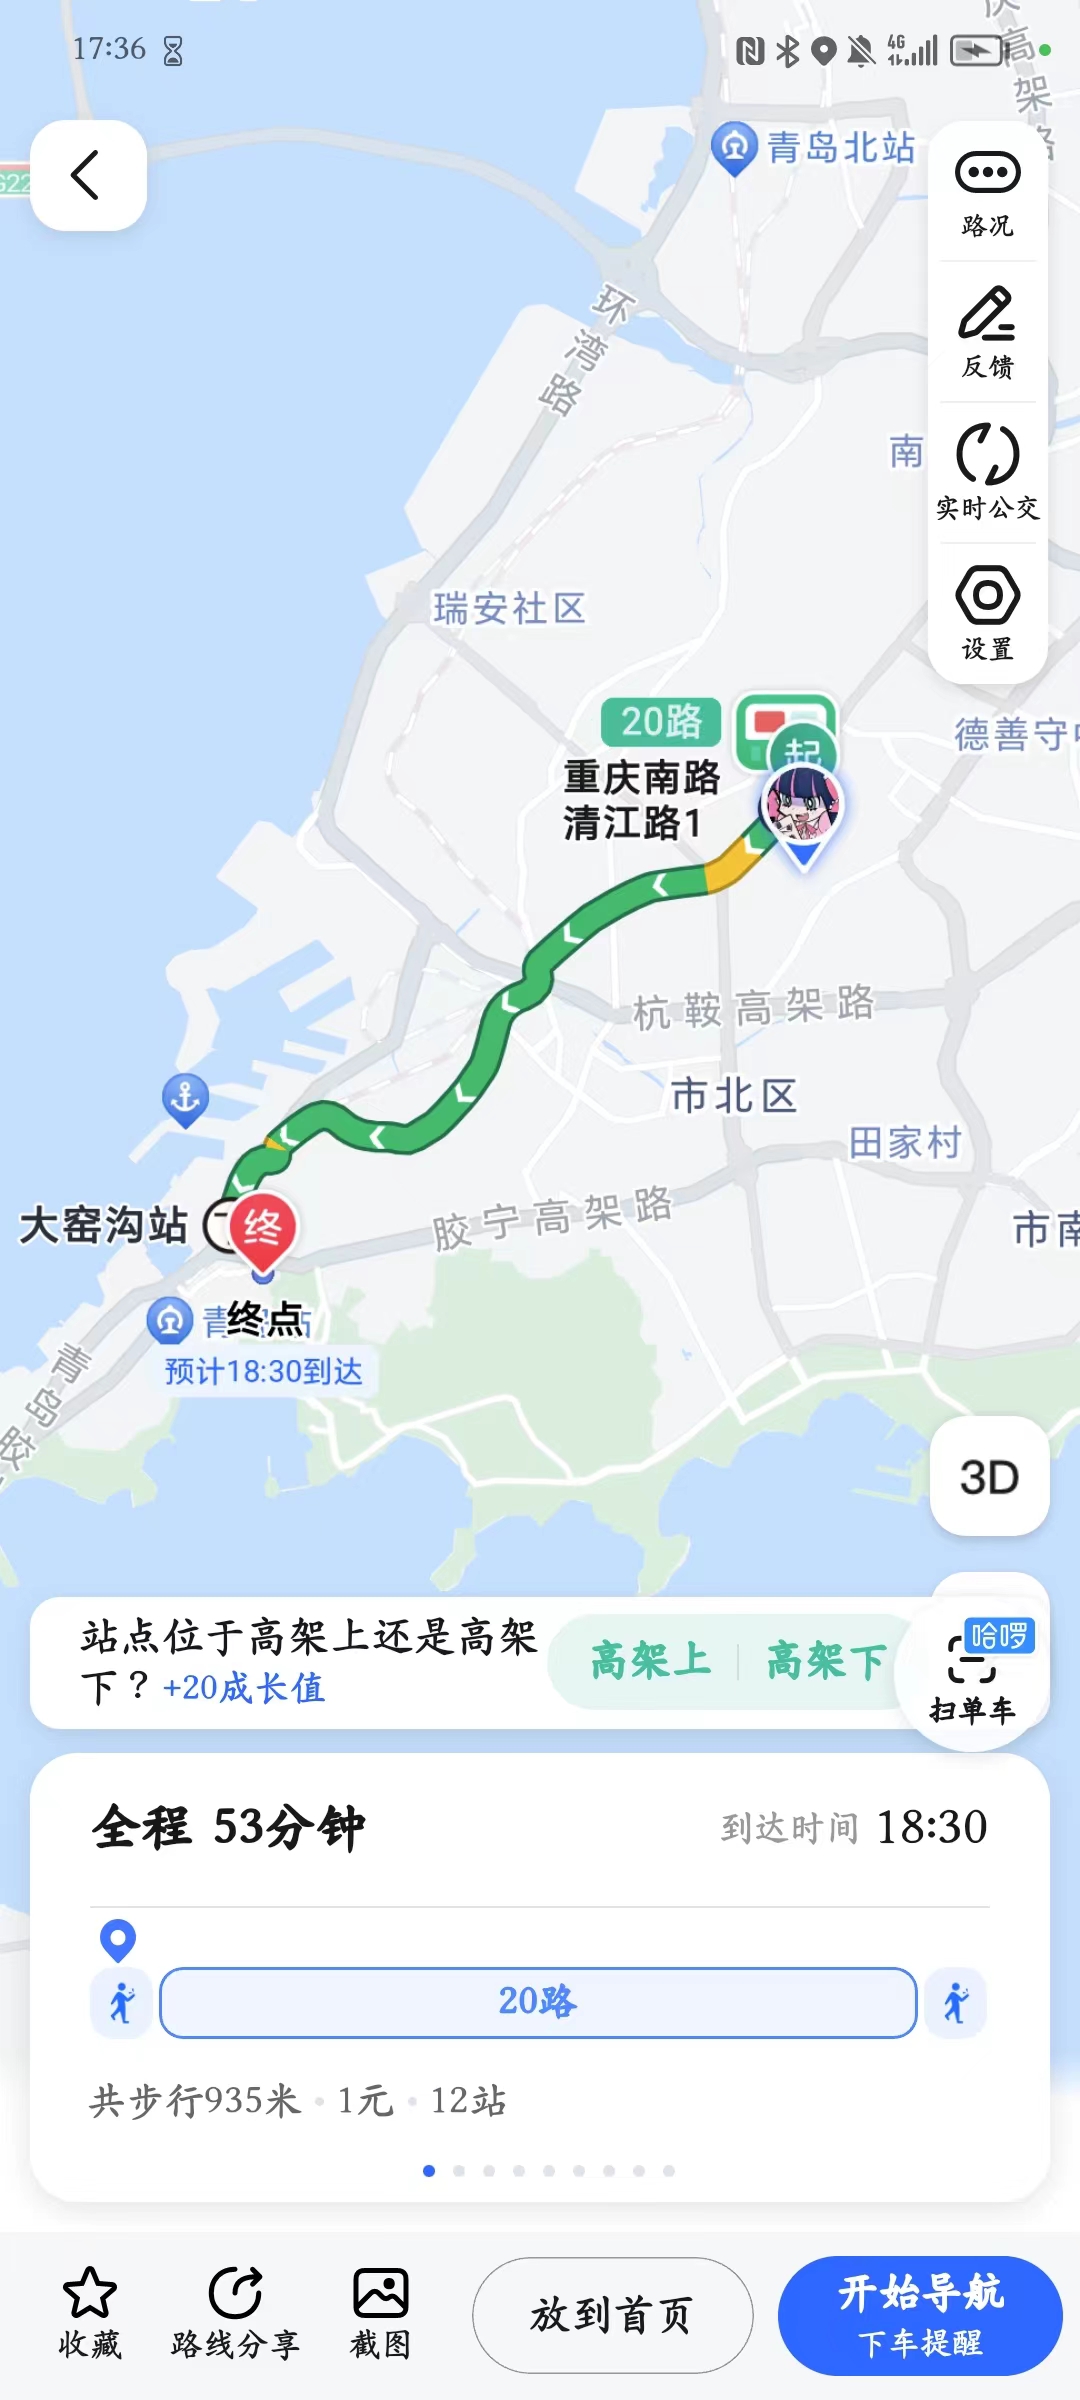 17:36
4G
高架路
G22
青岛北站
路况
环湾路
反馈
南
实时公交
瑞安社区
设置
20路
起
德善守
重庆南路
清江路1
杭鞍高架路
市北区
田家村
胶宁高架路
大窑沟站
终
市南
终点
预计18:30到达
青岛胶
3D
站点位于高架上还是高架
下？+20成长值
高架上
高架下
哈啰
扫单车
全程 53分钟
到达时间 18:30
20路
共步行935米 • 1元 • 12站
收藏
路线分享
截图
放到首页
开始导航
下车提醒